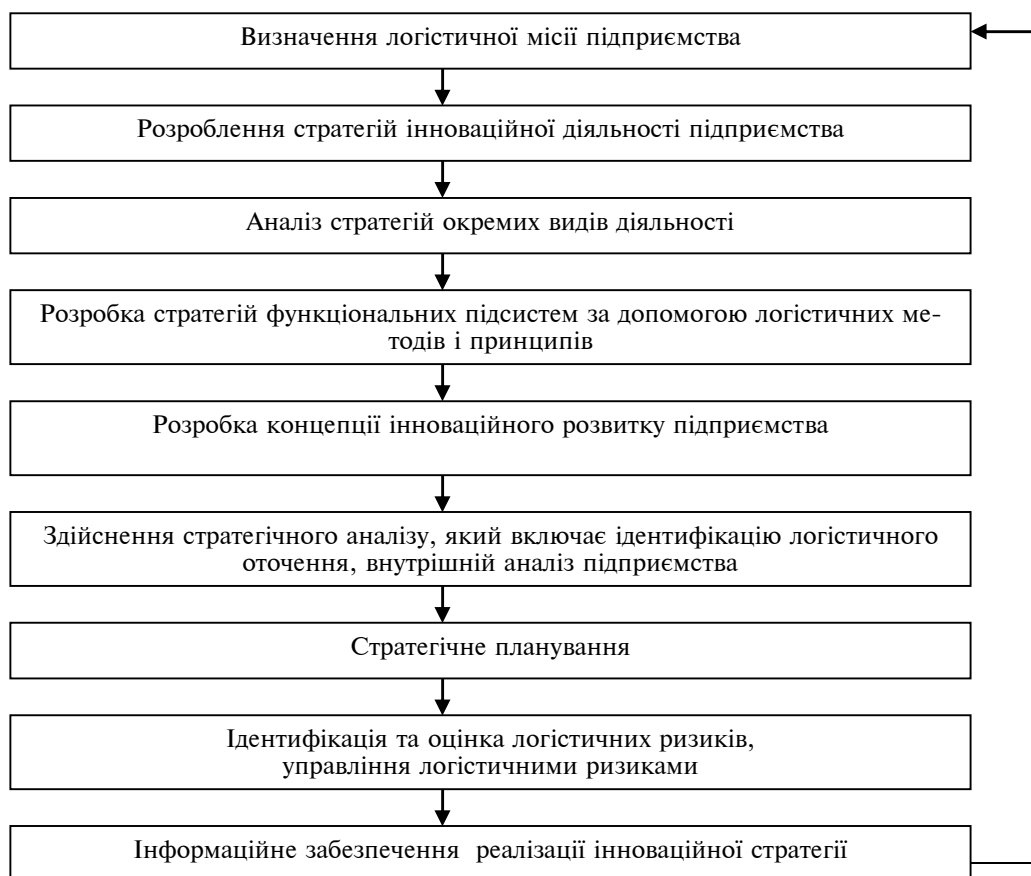 Визначення логістичної місії підприємства
Розроблення стратегій інноваційної діяльності підприємства
Аналіз стратегій окремих видів діяльності
Розробка стратегій функціональних підсистем за допомогою логістичних ме-
тодів і принципів
Розробка концепції інноваційного розвитку підприємства
Здійснення стратегічного аналізу, який включає ідентифікацію логістичного
оточення, внутрішній аналіз підприємства
Стратегічне планування
Ідентифікація та оцінка логістичних ризиків,
управління логістичними ризиками
Інформаційне забезпечення  реалізації інноваційної стратегії